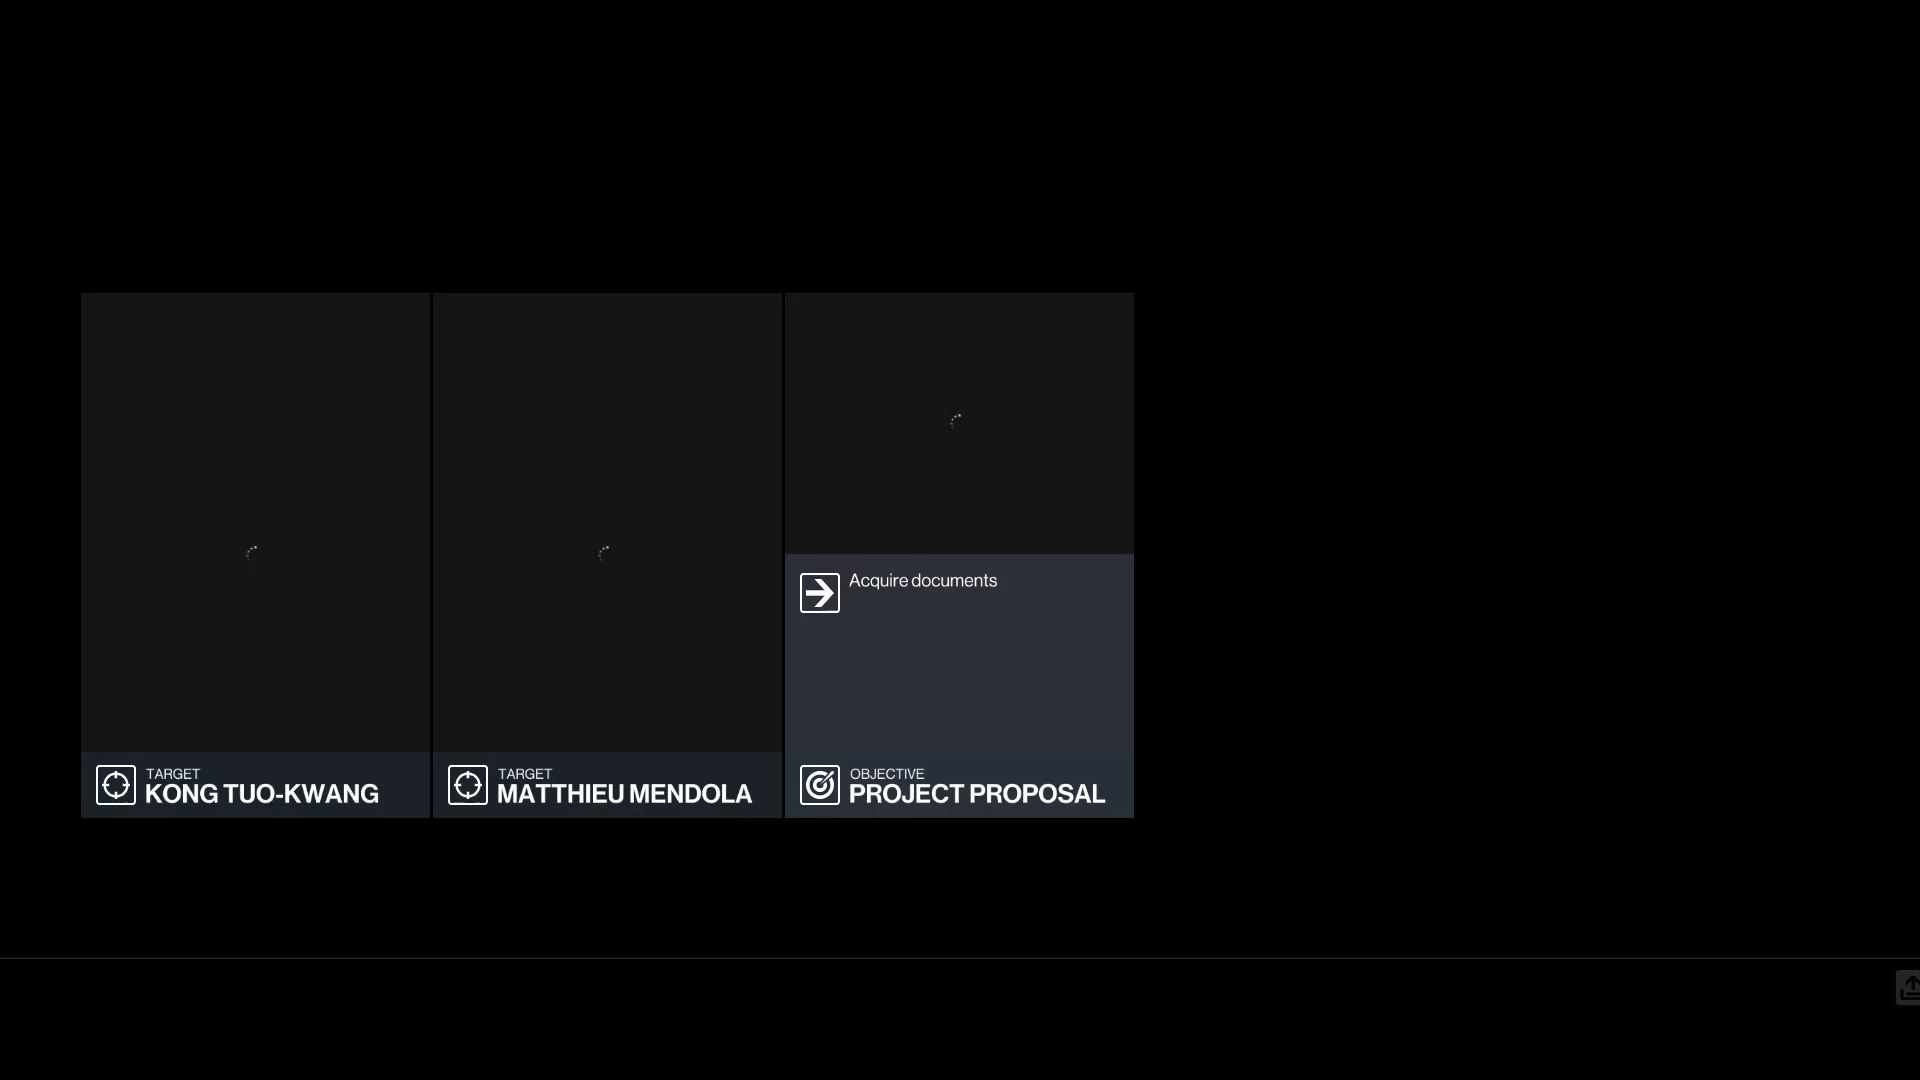 Acquire documents
TARGET
KONG TUO-KWANG
TARGET
MATTHIEU MENDOLA
OBJECTIVE
PROJECT PROPOSAL